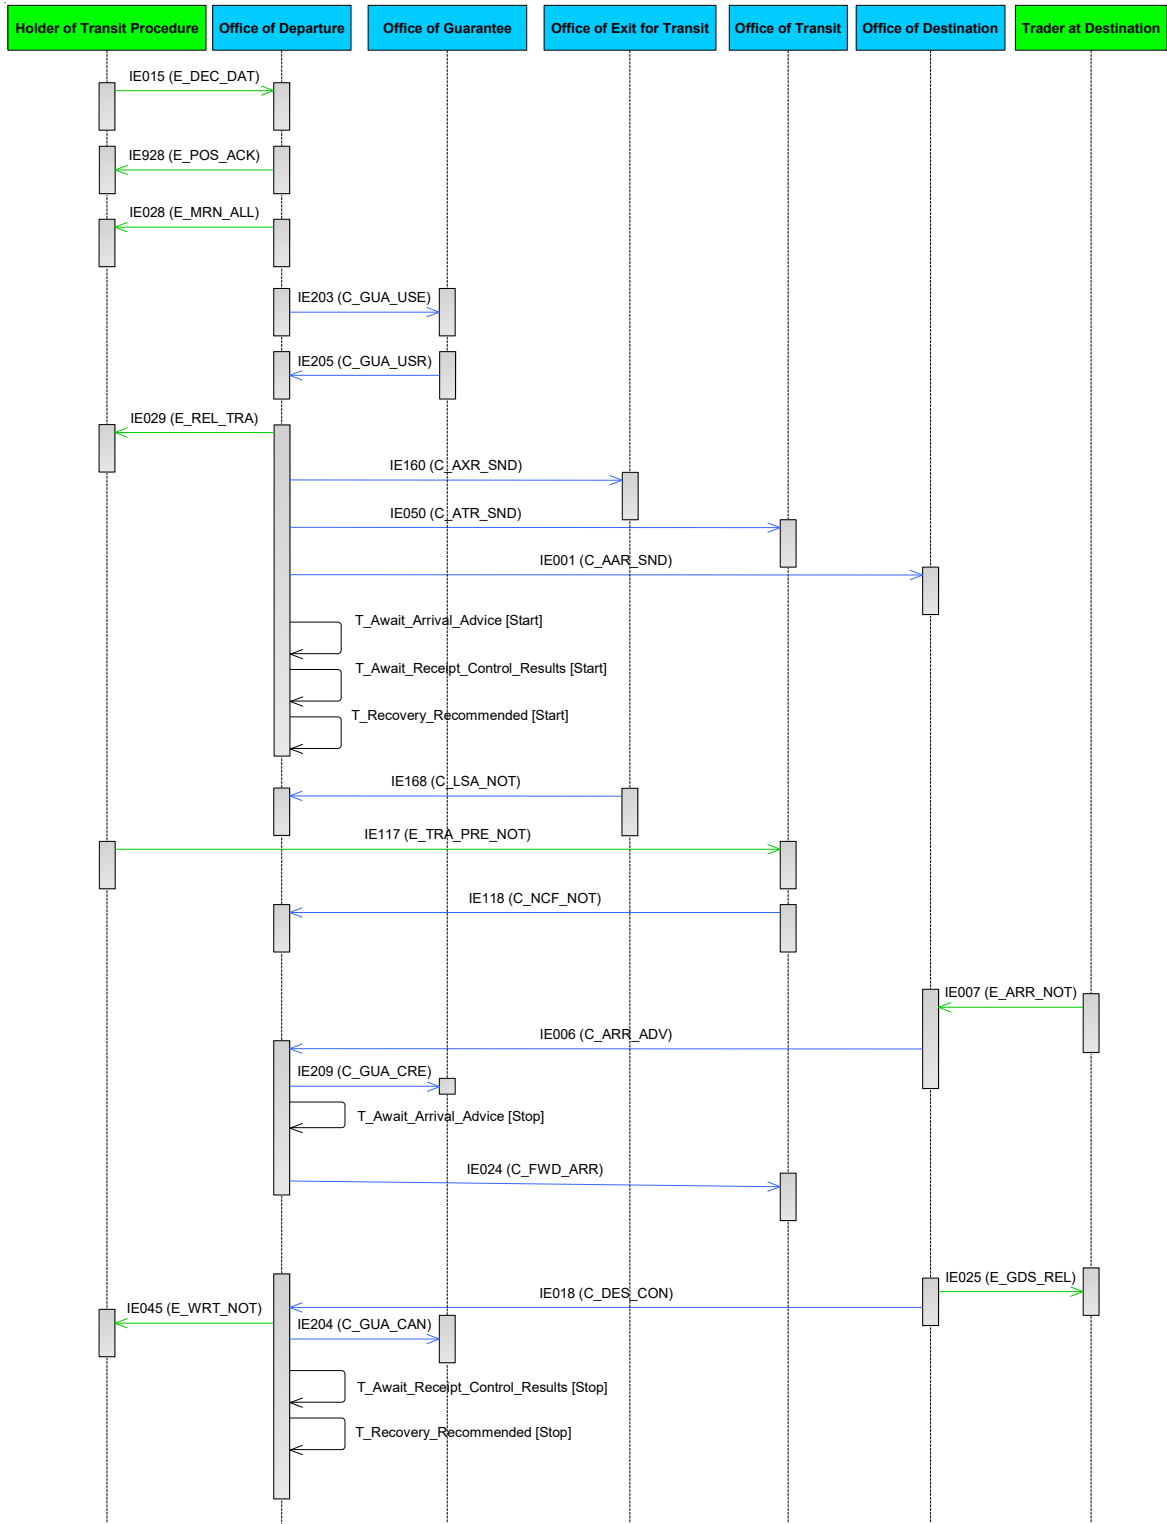 Holder of Transit Procedure
Office of Departure
Office of Guarantee
Office of Exit for Transit
Office of Transit
Office of Destination
Trader at Destination
IE015 (E_DEC_DAT)
IE928 (E_POS_ACK)
IE028 (E_MRN_ALL)
IE203 (C_GUA_USE)
IE205 (C_GUA_USR)
IE029 (E_REL_TRA)
IE160 (C_AXR_SND)
IE050 (C_ATR_SND)
IE001 (C_AAR_SND)
T_Await_Arrival_Advice [Start]
T_Await_Receipt_Control_Results [Start]
T_Recovery_Recommended [Start]
IE168 (C_LSA_NOT)
IE117 (E_TRA_PRE_NOT)
IE118 (C_NCF_NOT)
IE007 (E_ARR_NOT)
IE006 (C_ARR_ADV)
IE209 (C_GUA_CRE)
T_Await_Arrival_Advice [Stop]
IE024 (C_FWD_ARR)
IE025 (E_GDS_REL)
IE018 (C_DES_CON)
IE045 (E_WRT_NOT)
IE204 (C_GUA_CAN)
T_Await_Receipt_Control_Results [Stop]
T_Recovery_Recommended [Stop]